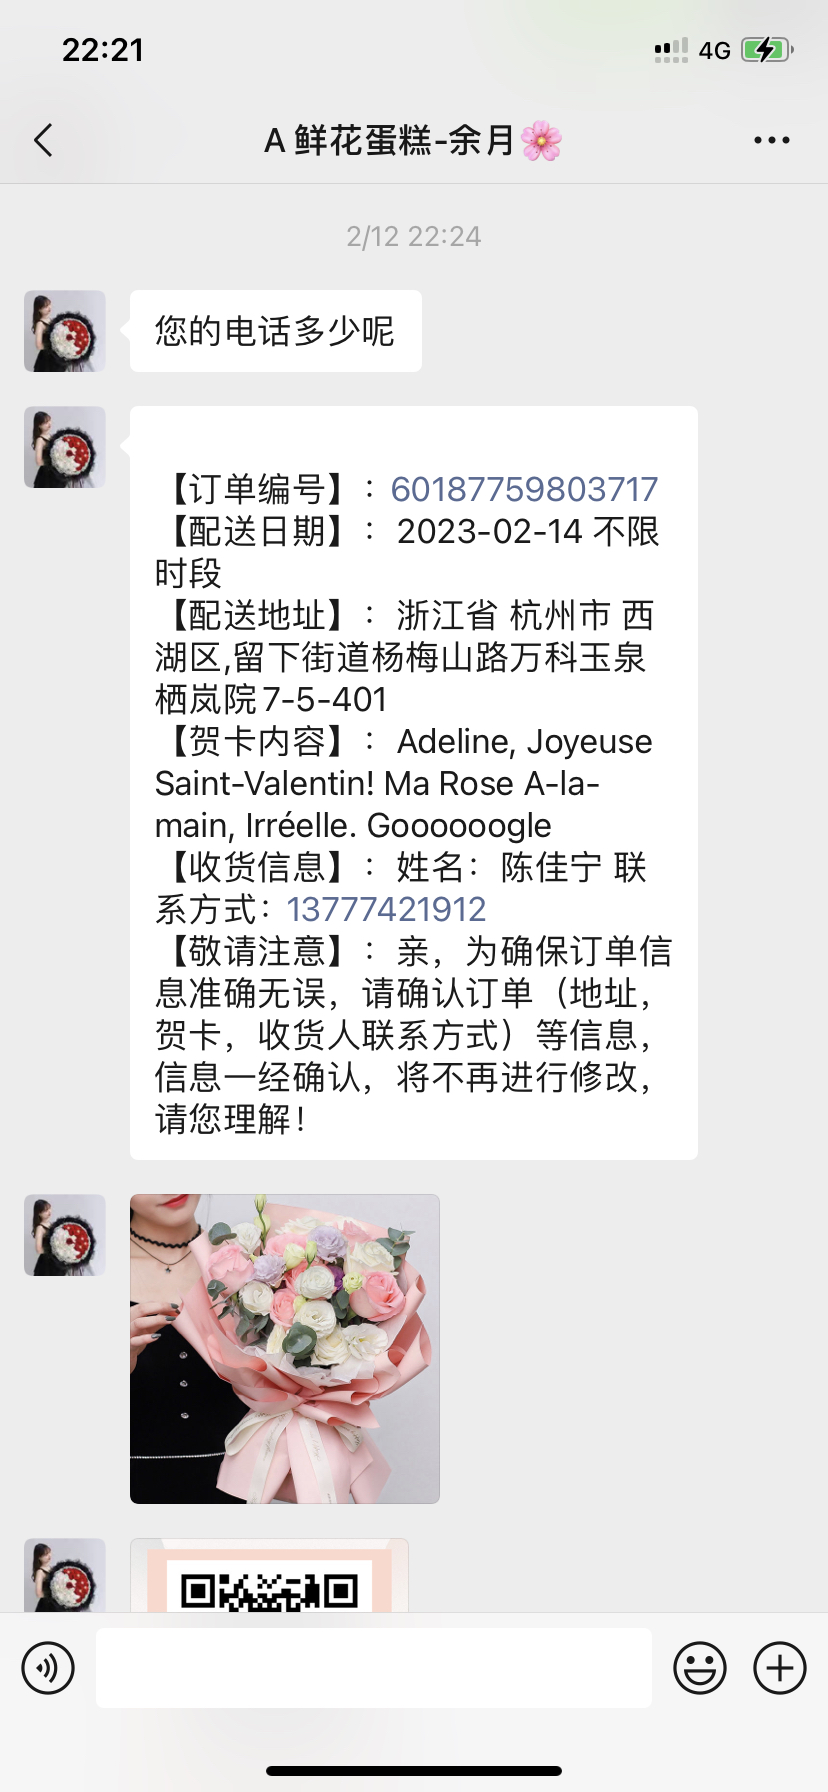 22:21
4G
A 鲜花蛋糕-余月🌸
2/12 22:24
您的电话多少呢
【订单编号】：60187759803717
【配送日期】：2023-02-14 不限
时段
【配送地址】：浙江省 杭州市 西
湖区,留下街道杨梅山路万科玉泉
栖岚院7-5-401
【贺卡内容】：Adeline, Joyeuse
Saint-Valentin! Ma Rose A-la-
main, Irréelle. Goooooogle
【收货信息】：姓名：陈佳宁 联
系方式：13777421912
【敬请注意】：亲，为确保订单信
息准确无误，请确认订单（地址，
贺卡，收货人联系方式）等信息，
信息一经确认，将不再进行修改，
请您理解！